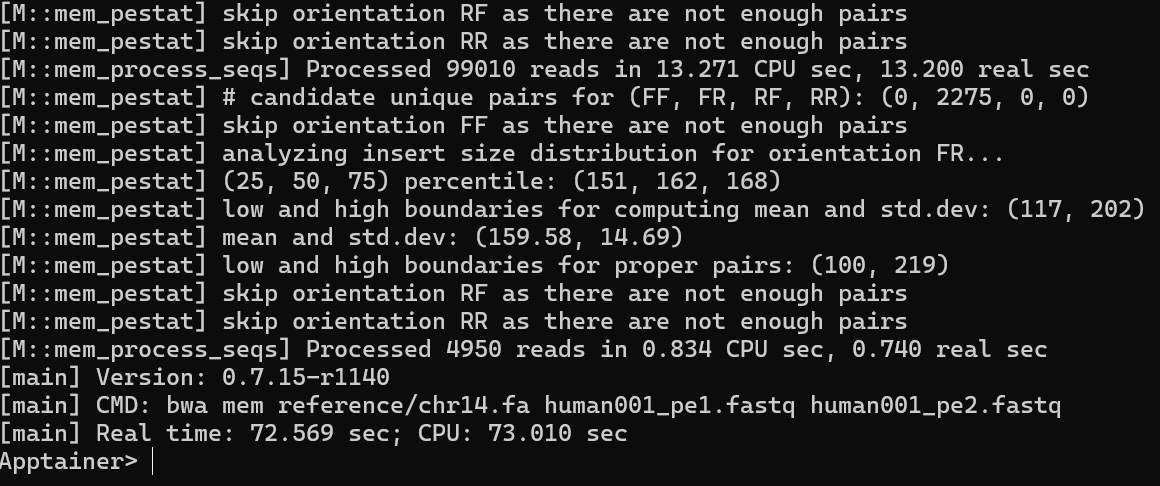 [M::mem_pestat] skip orientation RF as there are not enough pairs
[M::mem_pestat] skip orientation RR as there are not enough pairs
[M::mem_process_seqs] Processed 99010 reads in 13.271 CPU sec, 13.200 real sec
[M::mem_pestat] # candidate unique pairs for (FF, FR, RF, RR): (0, 2275, 0, 0)
[M::mem_pestat] skip orientation FF as there are not enough pairs
[M::mem_pestat] analyzing insert size distribution for orientation FR...
[M::mem_pestat] (25, 50, 75) percentile: (151, 162, 168)
[M::mem_pestat] low and high boundaries for computing mean and std.dev: (117, 202)
[M::mem_pestat] mean and std.dev: (159.58, 14.69)
[M::mem_pestat] low and high boundaries for proper pairs: (100, 219)
[M::mem_pestat] skip orientation RF as there are not enough pairs
[M::mem_pestat] skip orientation RR as there are not enough pairs
[M::mem_process_seqs] Processed 4950 reads in 0.834 CPU sec, 0.740 real sec
[main] Version: 0.7.15-r1140
[main] CMD: bwa mem reference/chr14.fa human001_pe1.fastq human001_pe2.fastq
[main] Real time: 72.569 sec; CPU: 73.010 sec
Apptainer>